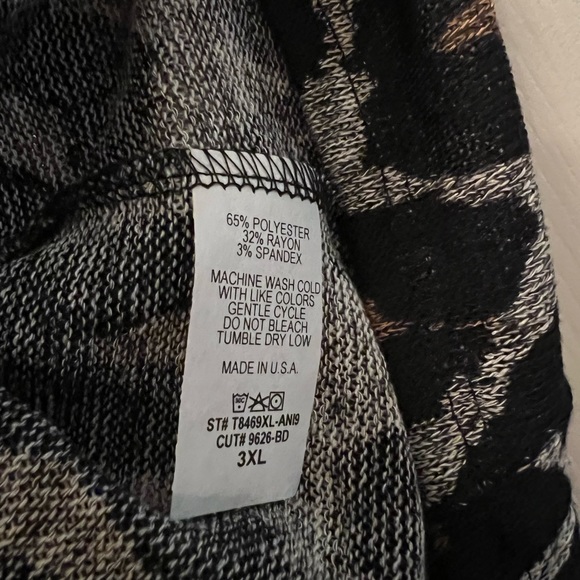 65% POLYESTER
32% RAYON
3% SPANDEX
MACHINE WASH COLD
WITH LIKE COLORS
GENTLE CYCLE
DO NOT BLEACH
TUMBLE DRY LOW
MADE IN U.S.A.
ST# T8469XL-ANI9
CUT# 9626-BD
3XL